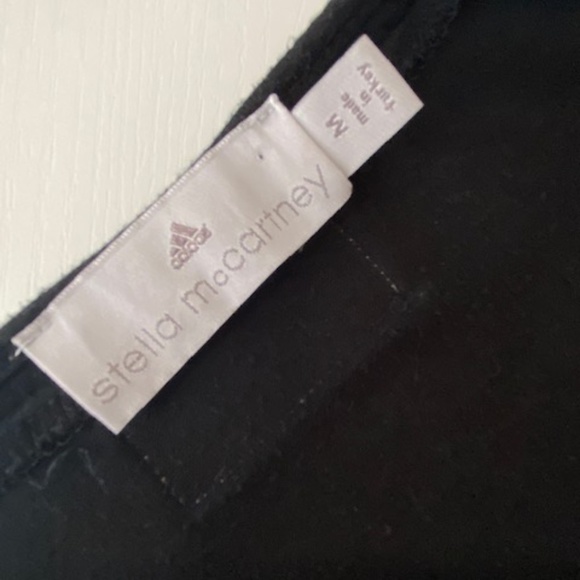 adidas
stella mccartney
M
made
in
Turkey